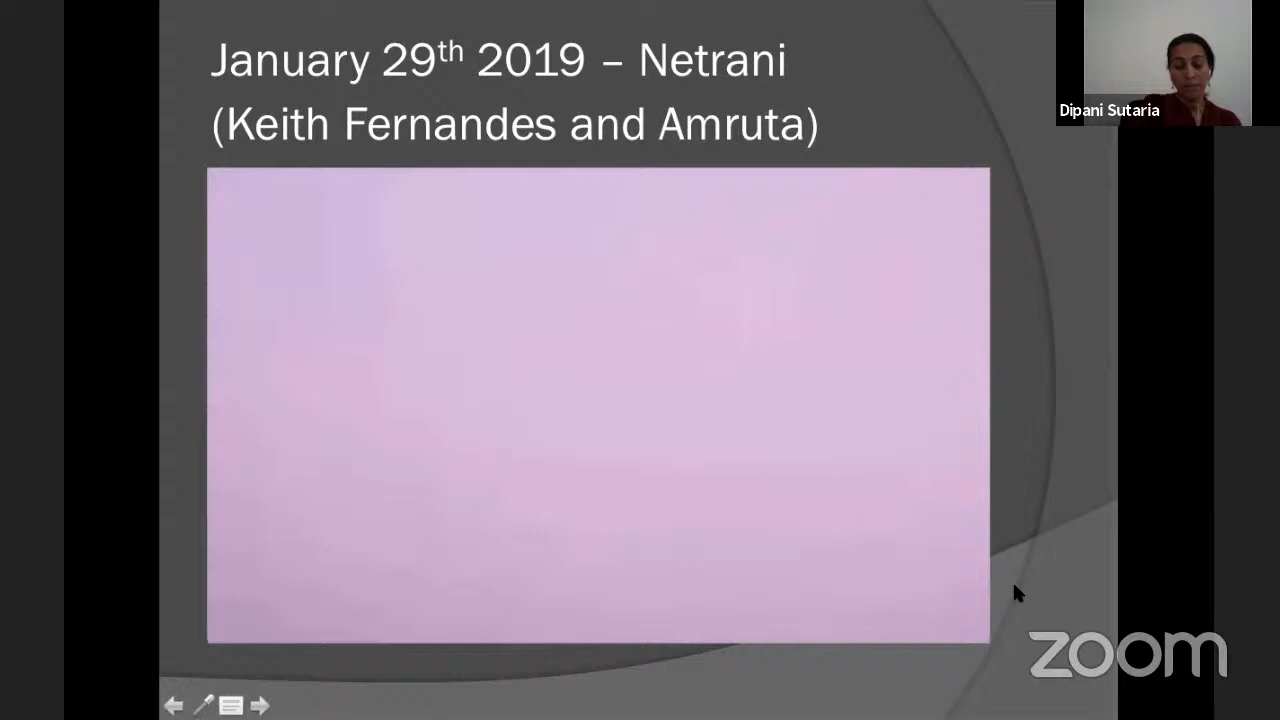 January 29th 2019 – Netrani
(Keith Fernandes and Amruta)
Dipani Sutaria
zoom